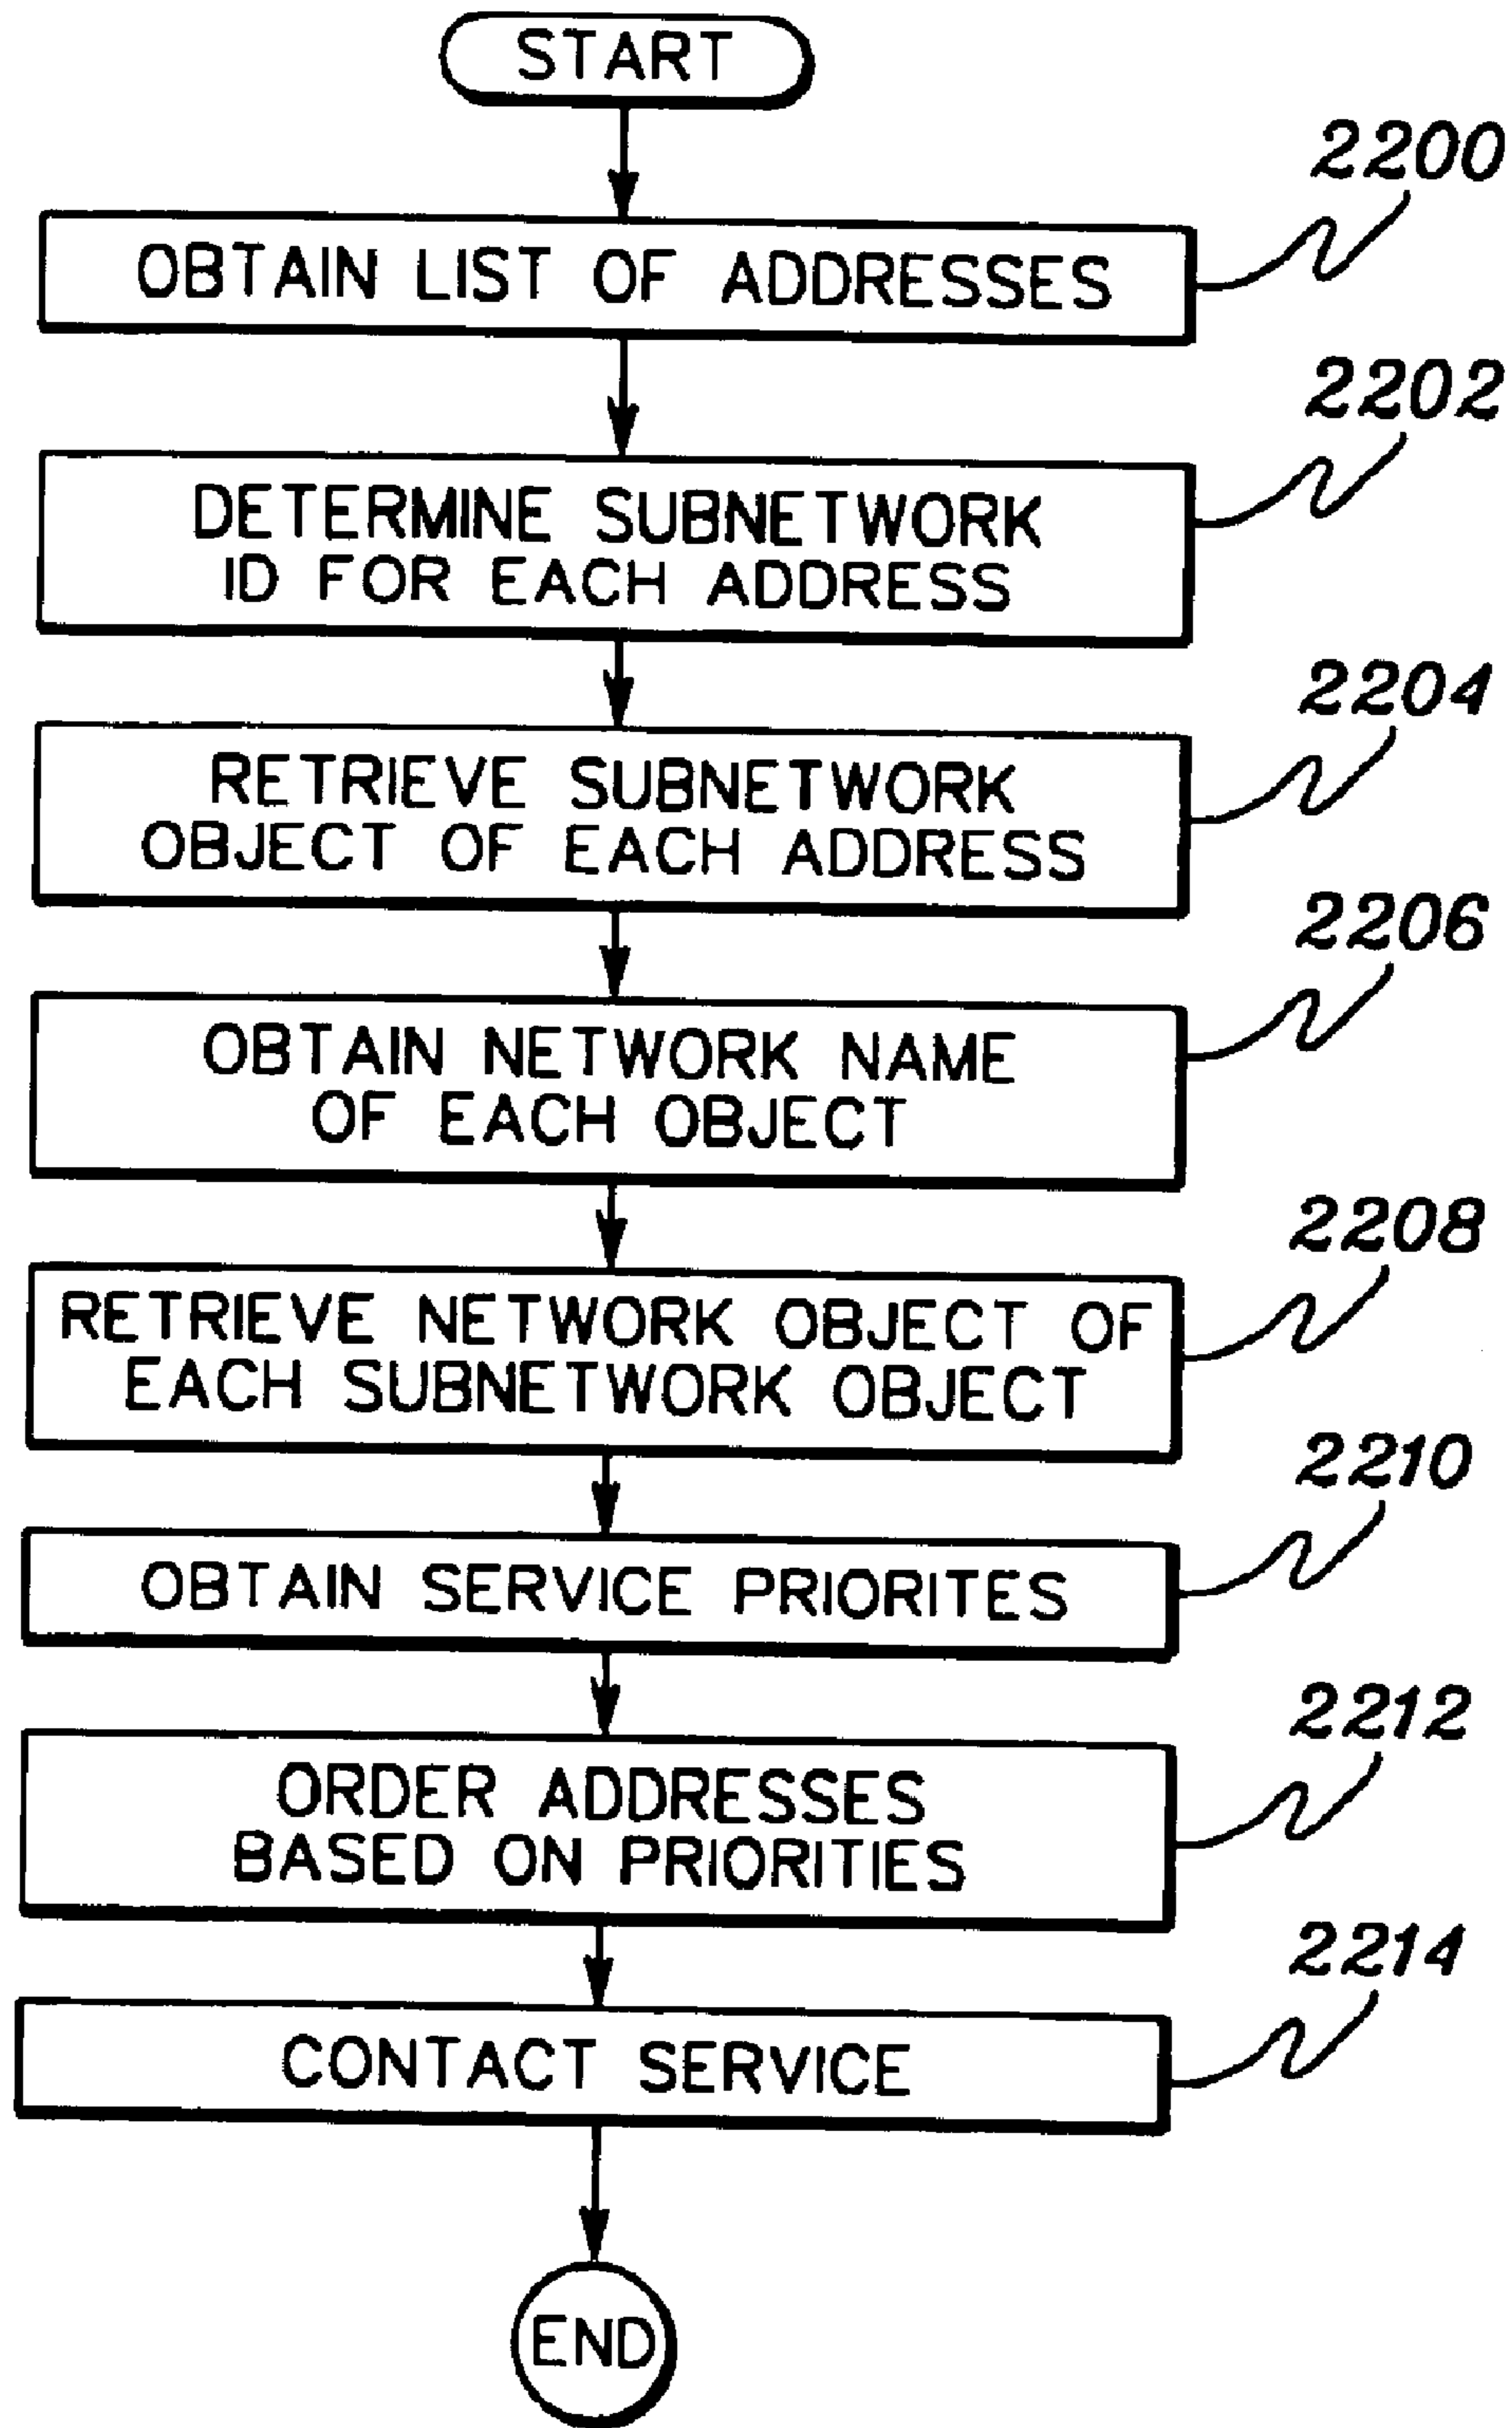 START
2200
OBTAIN LIST OF ADDRESSES
2202
DETERMINE SUBNETWORK
ID FOR EACH ADDRESS
2204
RETRIEVE SUBNETWORK
OBJECT OF EACH ADDRESS
2206
OBTAIN NETWORK NAME
OF EACH OBJECT
2208
RETRIEVE NETWORK OBJECT OF
EACH SUBNETWORK OBJECT
2210
OBTAIN SERVICE PRIORITES
2212
ORDER ADDRESSES
BASED ON PRIORITIES
2214
CONTACT SERVICE
END